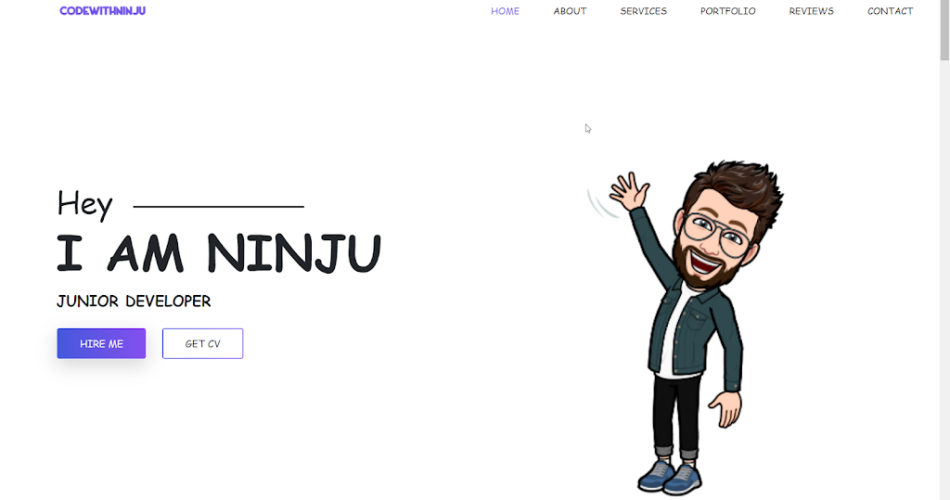 CODEWITHNINJU
HOME ABOUT SERVICES PORTFOLIO REVIEWS CONTACT
Hey
I AM NINJU
JUNIOR DEVELOPER
HIRE ME GET CV